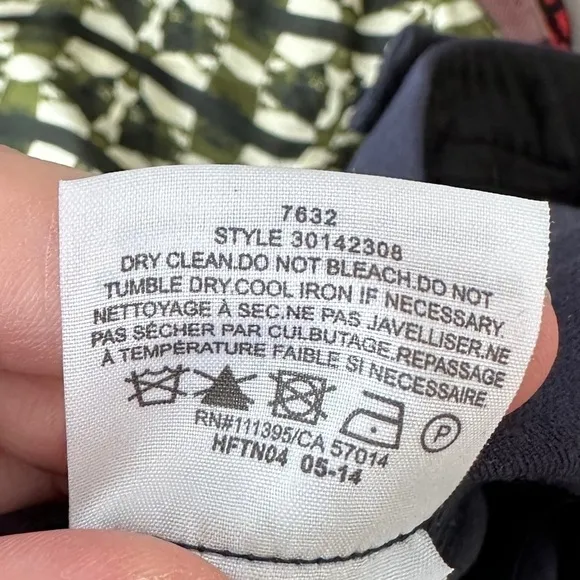 7632
STYLE 30142308
DRY CLEAN.DO NOT BLEACH.DO NOT
TUMBLE DRY.COOL IRON IF NECESSARY
NETTOYAGE À SEC.NE PAS JAVELLISER.NE
PAS SÉCHER PAR CULBUTAGE.REPASSAGE
À TEMPÉRATURE FAIBLE SI NECESSAIRE
P
RN#111395/CA 57014
HFTN04 05-14